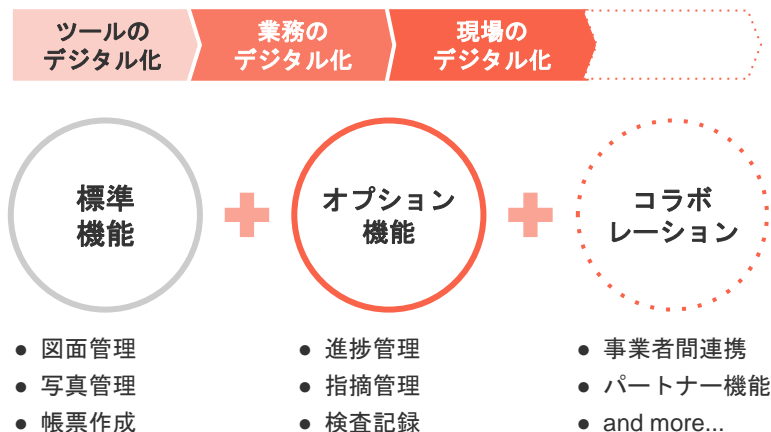 ツールの
デジタル化
業務の
デジタル化
現場の
デジタル化
標準
機能
オプション
機能
コラボ
レーション
● 図面管理
● 写真管理
● 帳票作成
● 進捗管理
● 指摘管理
● 検査記録
● 事業者間連携
● パートナー機能
● and more...